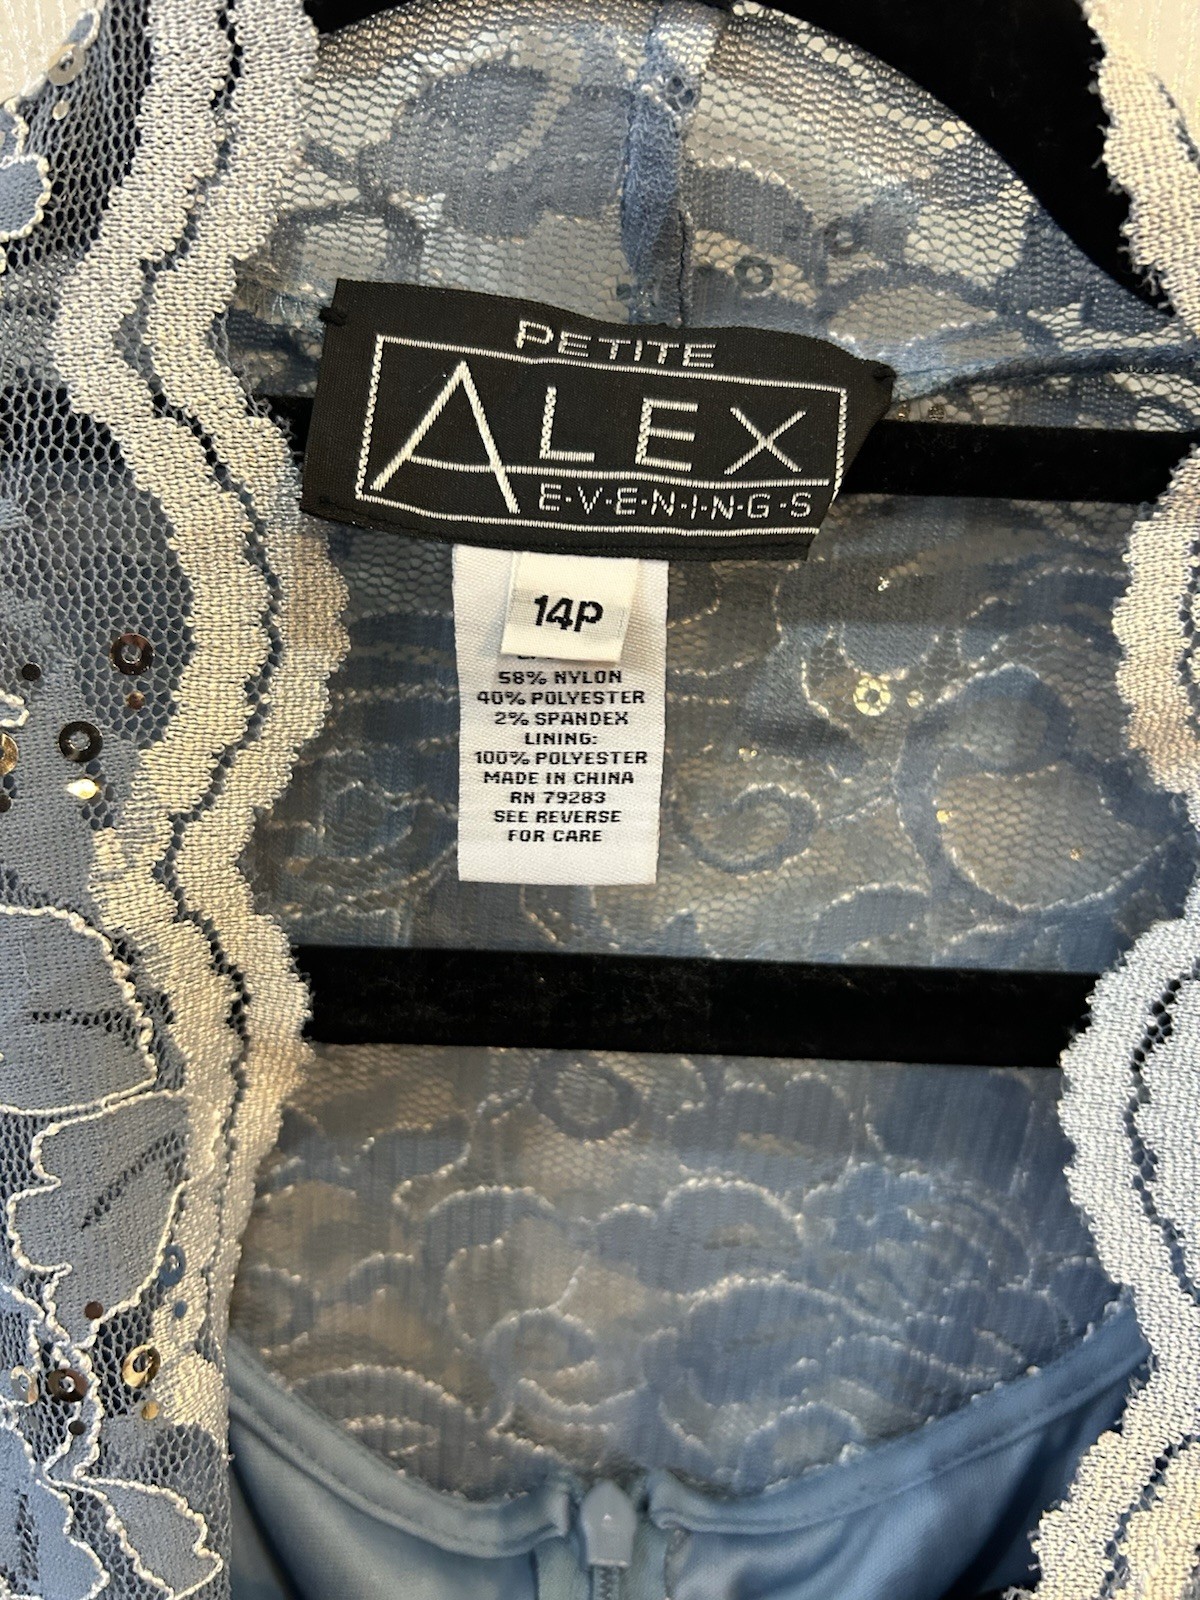 PETITE
ALEX
E·V·E·N·I·N·G·S
14P
58% NYLON
40% POLYESTER
2% SPANDEX
LINING:
100% POLYESTER
MADE IN CHINA
RN 79283
SEE REVERSE
FOR CARE